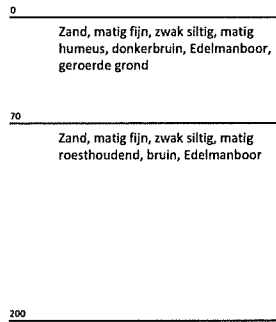 0
Zand, matig fijn, zwak siltig, matig
humeus, donkerbruin, Edelmanboor,
geroerde grond
70
Zand, matig fijn, zwak siltig, matig
roesthoudend, bruin, Edelmanboor
200